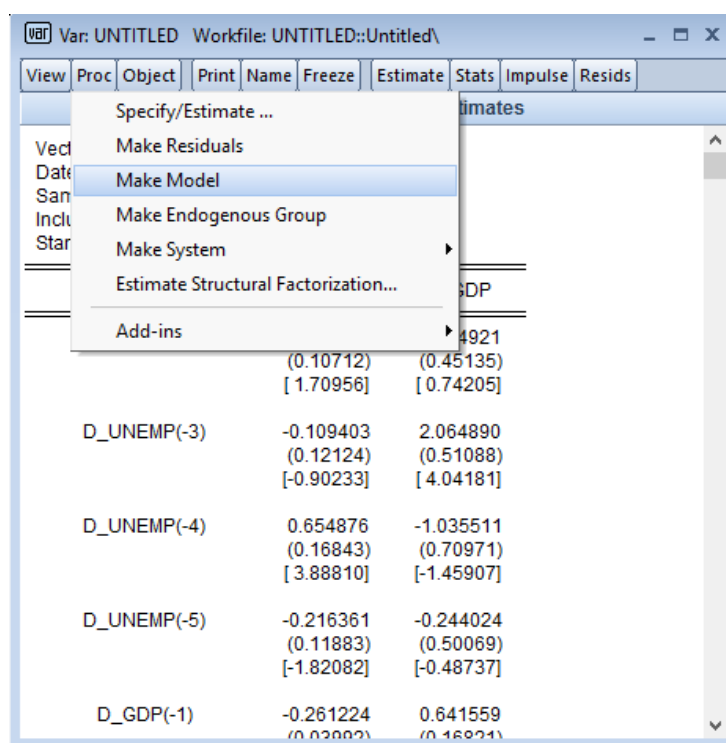 var Var: UNTITLED Workfile: UNTITLED::Untitled\
View Proc Object Print Name Freeze Estimate Stats Impulse Resids
Specify/Estimate ...
Make Residuals
Make Model
Make Endogenous Group
Make System
Estimate Structural Factorization...
Add-ins
(0.10712) (0.45135)
[ 1.70956] [ 0.74205]
D_UNEMP(-3) -0.109403 2.064890
(0.12124) (0.51088)
[-0.90233] [ 4.04181]
D_UNEMP(-4) 0.654876 -1.035511
(0.16843) (0.70971)
[ 3.88810] [-1.45907]
D_UNEMP(-5) -0.216361 -0.244024
(0.11883) (0.50069)
[-1.82082] [-0.48737]
D_GDP(-1) -0.261224 0.641559